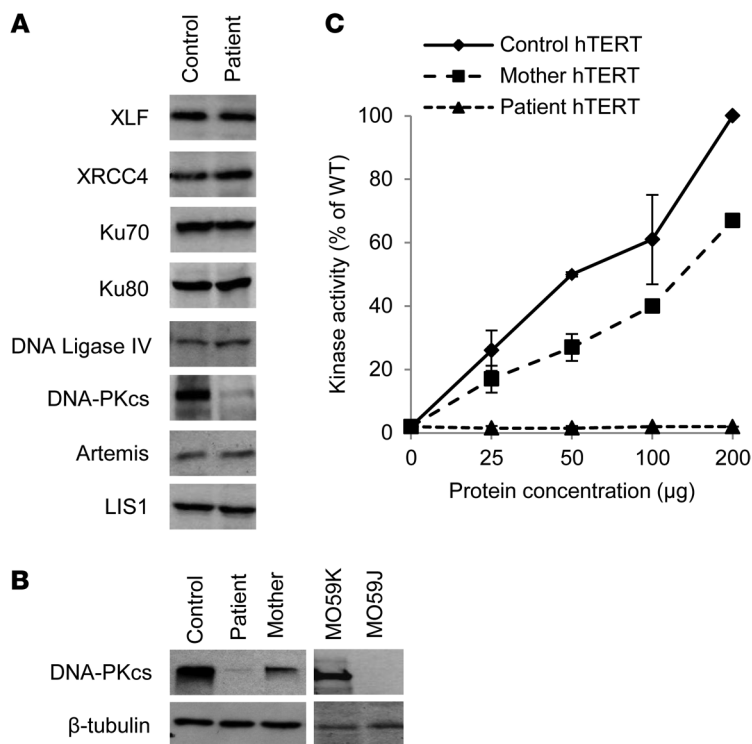 A
Control
Patient
XLF
XRCC4
Ku70
Ku80
DNA Ligase IV
DNA-PKcs
Artemis
LIS1
B
Control
Patient
Mother
MO59K
MO59J
DNA-PKcs
β-tubulin
C
Control hTERT
Mother hTERT
Patient hTERT
Kinase activity (% of WT)
100
80
60
40
20
0
0 25 50 100 200
Protein concentration (μg)